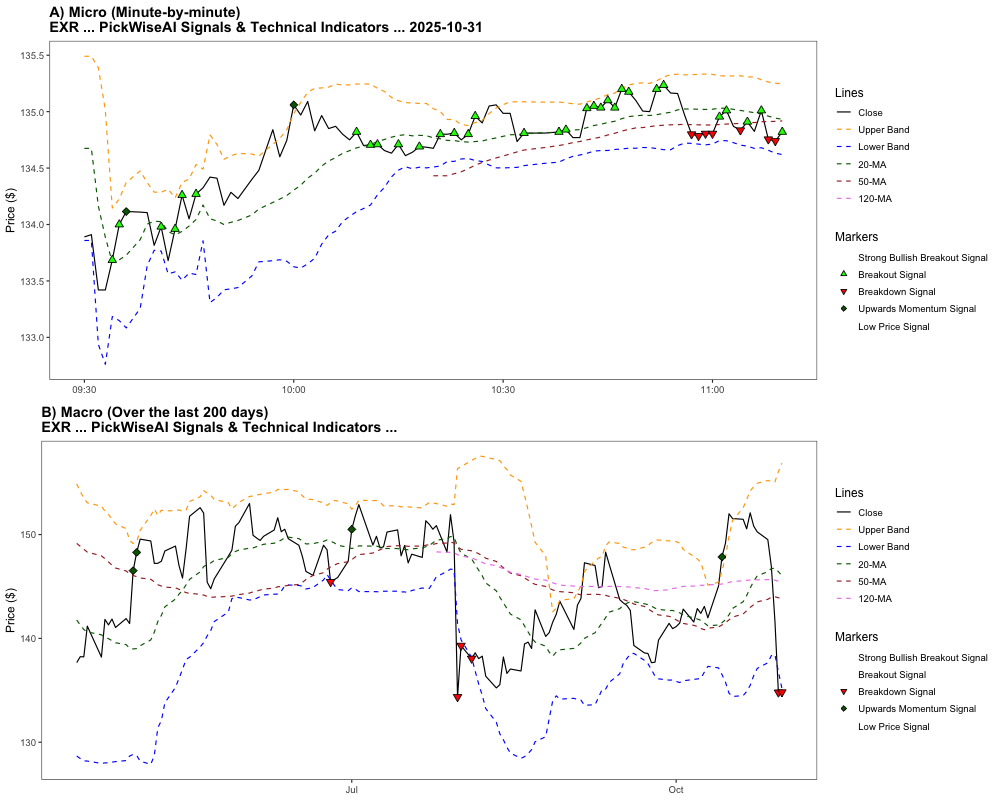 A) Micro (Minute-by-minute)
EXR ... PickWiseAI Signals & Technical Indicators ... 2025-10-31
135.5
135.0
134.5
134.0
133.5
133.0
Price ($)
09:30
10:00
10:30
11:00
Lines
Close
Upper Band
Lower Band
20-MA
50-MA
120-MA
Markers
Strong Bullish Breakout Signal
Breakout Signal
Breakdown Signal
Upwards Momentum Signal
Low Price Signal
B) Macro (Over the last 200 days)
EXR ... PickWiseAI Signals & Technical Indicators ...
150
140
130
Price ($)
Jul
Oct
Lines
Close
Upper Band
Lower Band
20-MA
50-MA
120-MA
Markers
Strong Bullish Breakout Signal
Breakout Signal
Breakdown Signal
Upwards Momentum Signal
Low Price Signal